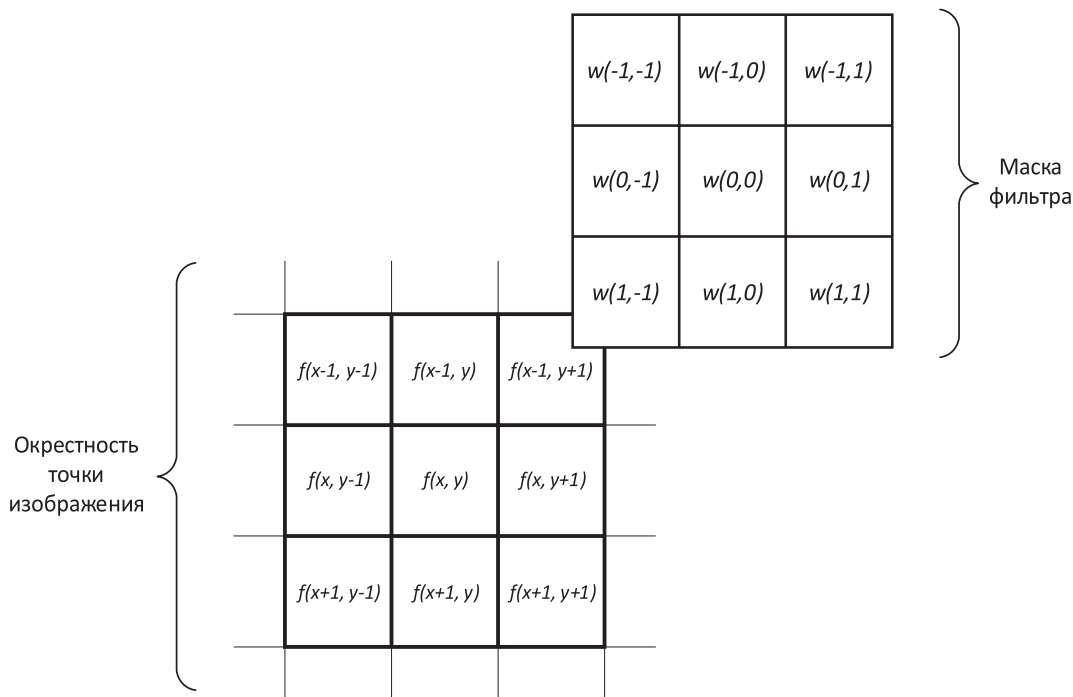 w(-1,-1) w(-1,0) w(-1,1)
w(0,-1) w(0,0) w(0,1)
w(1,-1) w(1,0) w(1,1)
Маска
фильтра
f(x-1, y-1) f(x-1, y) f(x-1, y+1)
f(x, y-1) f(x, y) f(x, y+1)
f(x+1, y-1) f(x+1, y) f(x+1, y+1)
Окрестность
точки
изображения